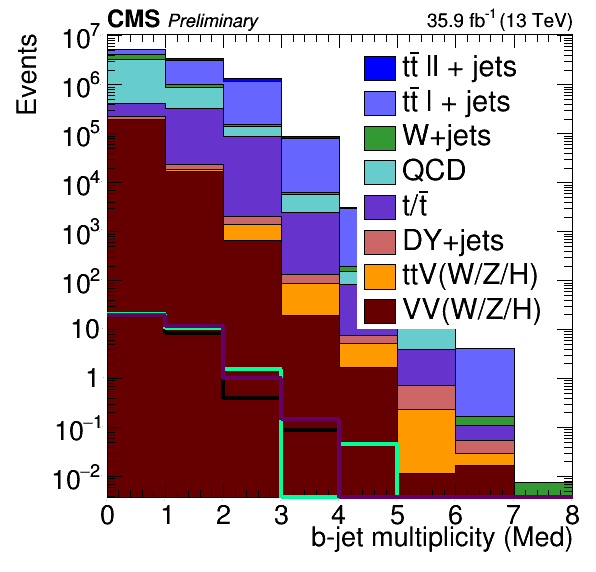 CMS Preliminary 35.9 fb⁻¹ (13 TeV)
Events
10⁷
10⁶
10⁵
10⁴
10³
10²
10
1
10⁻¹
10⁻²
tt̄ ll + jets
tt̄ l + jets
W+jets
QCD
t/t̄
DY+jets
ttV(W/Z/H)
VV(W/Z/H)
0 1 2 3 4 5 6 7 8
b-jet multiplicity (Med)